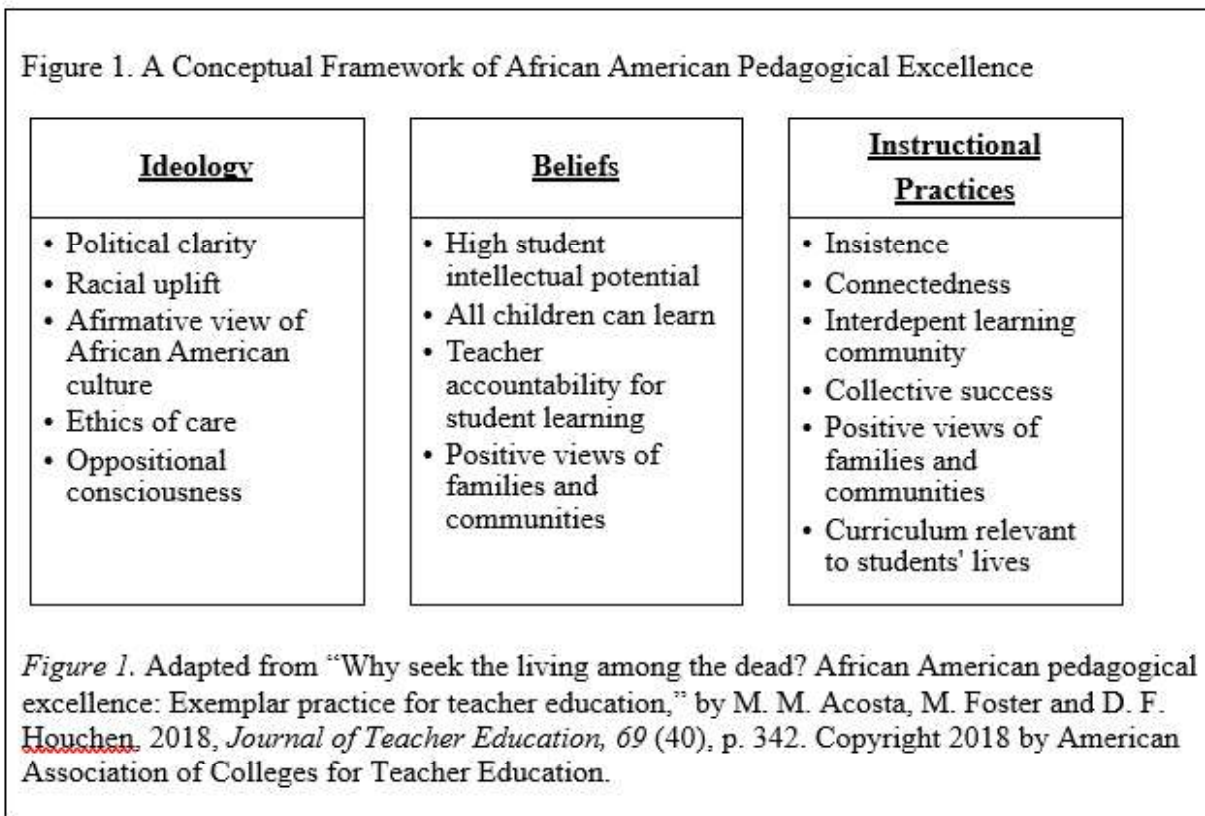 Figure 1. A Conceptual Framework of African American Pedagogical Excellence
Ideology
• Political clarity
• Racial uplift
• Afirmative view of
African American
culture
• Ethics of care
• Oppositional
consciousness
Beliefs
• High student
intellectual potential
• All children can learn
• Teacher
accountability for
student learning
• Positive views of
families and
communities
Instructional
Practices
• Insistence
• Connectedness
• Interdepent learning
community
• Collective success
• Positive views of
families and
communities
• Curriculum relevant
to students' lives
Figure 1. Adapted from “Why seek the living among the dead? African American pedagogical
excellence: Exemplar practice for teacher education,” by M. M. Acosta, M. Foster and D. F.
Houchen, 2018, Journal of Teacher Education, 69 (40), p. 342. Copyright 2018 by American
Association of Colleges for Teacher Education.